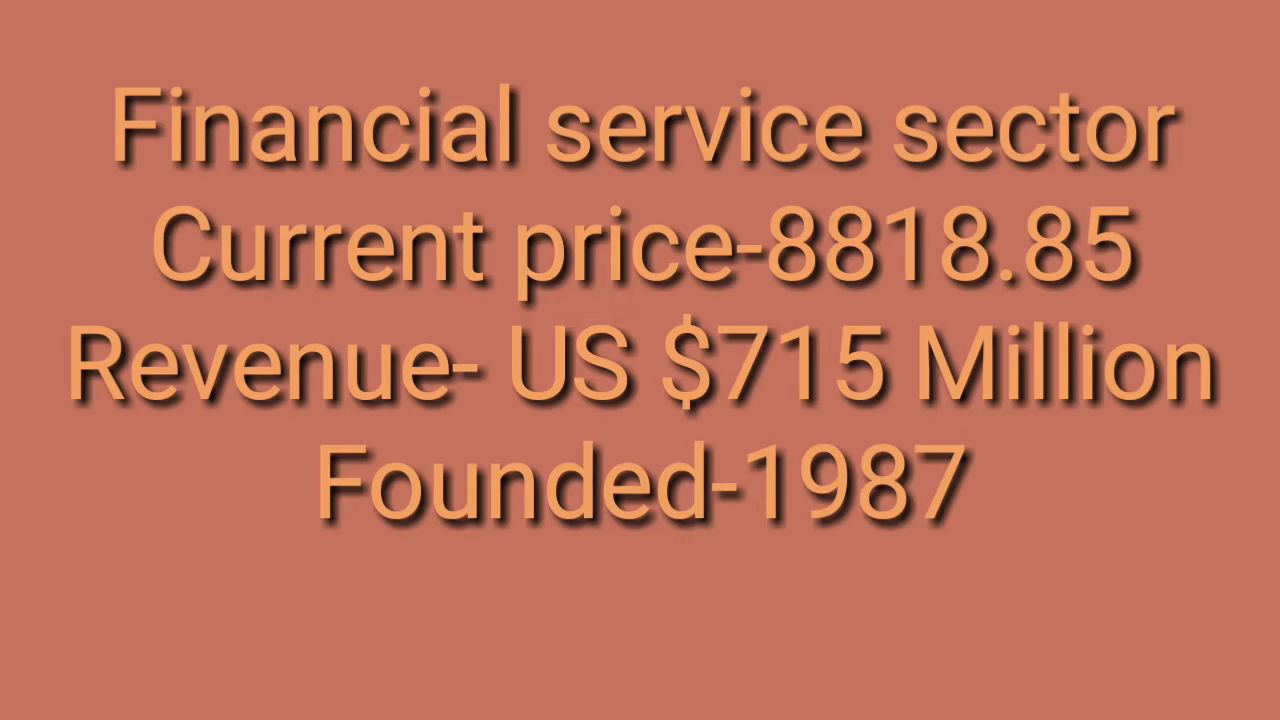 Financial service sector
Current price-8818.85
Revenue- US $715 Million
Founded-1987